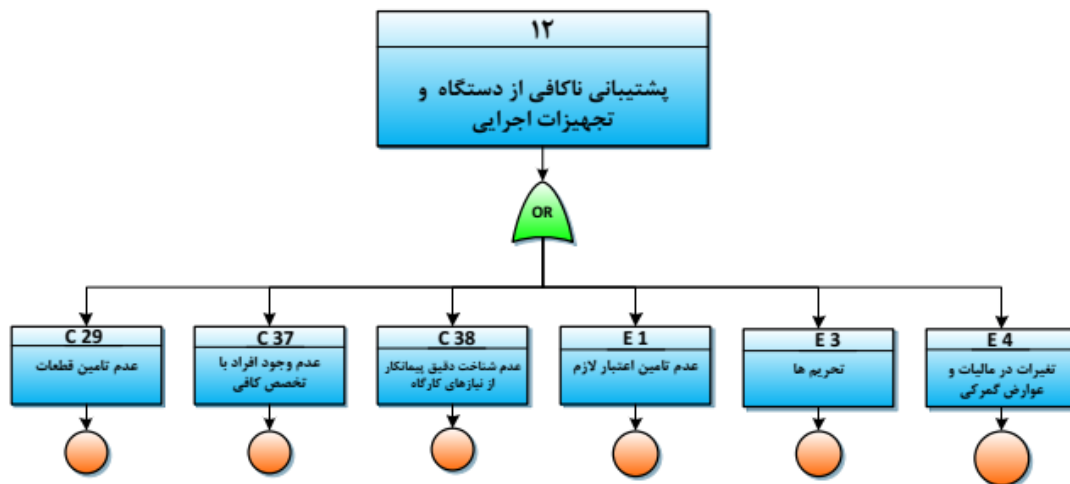 ۱۲
پشتیبانی ناکافی از دستگاه و
تجهیزات اجرایی
OR
C 29
عدم تامین قطعات
C 37
عدم وجود افراد با
تخصص کافی
C 38
عدم شناخت دقیق پیمانکار
از نیازهای کارگاه
E 1
عدم تامین اعتبار لازم
E 3
تحریم ها
E 4
تغیرات در مالیات و
عوارض گمرکی